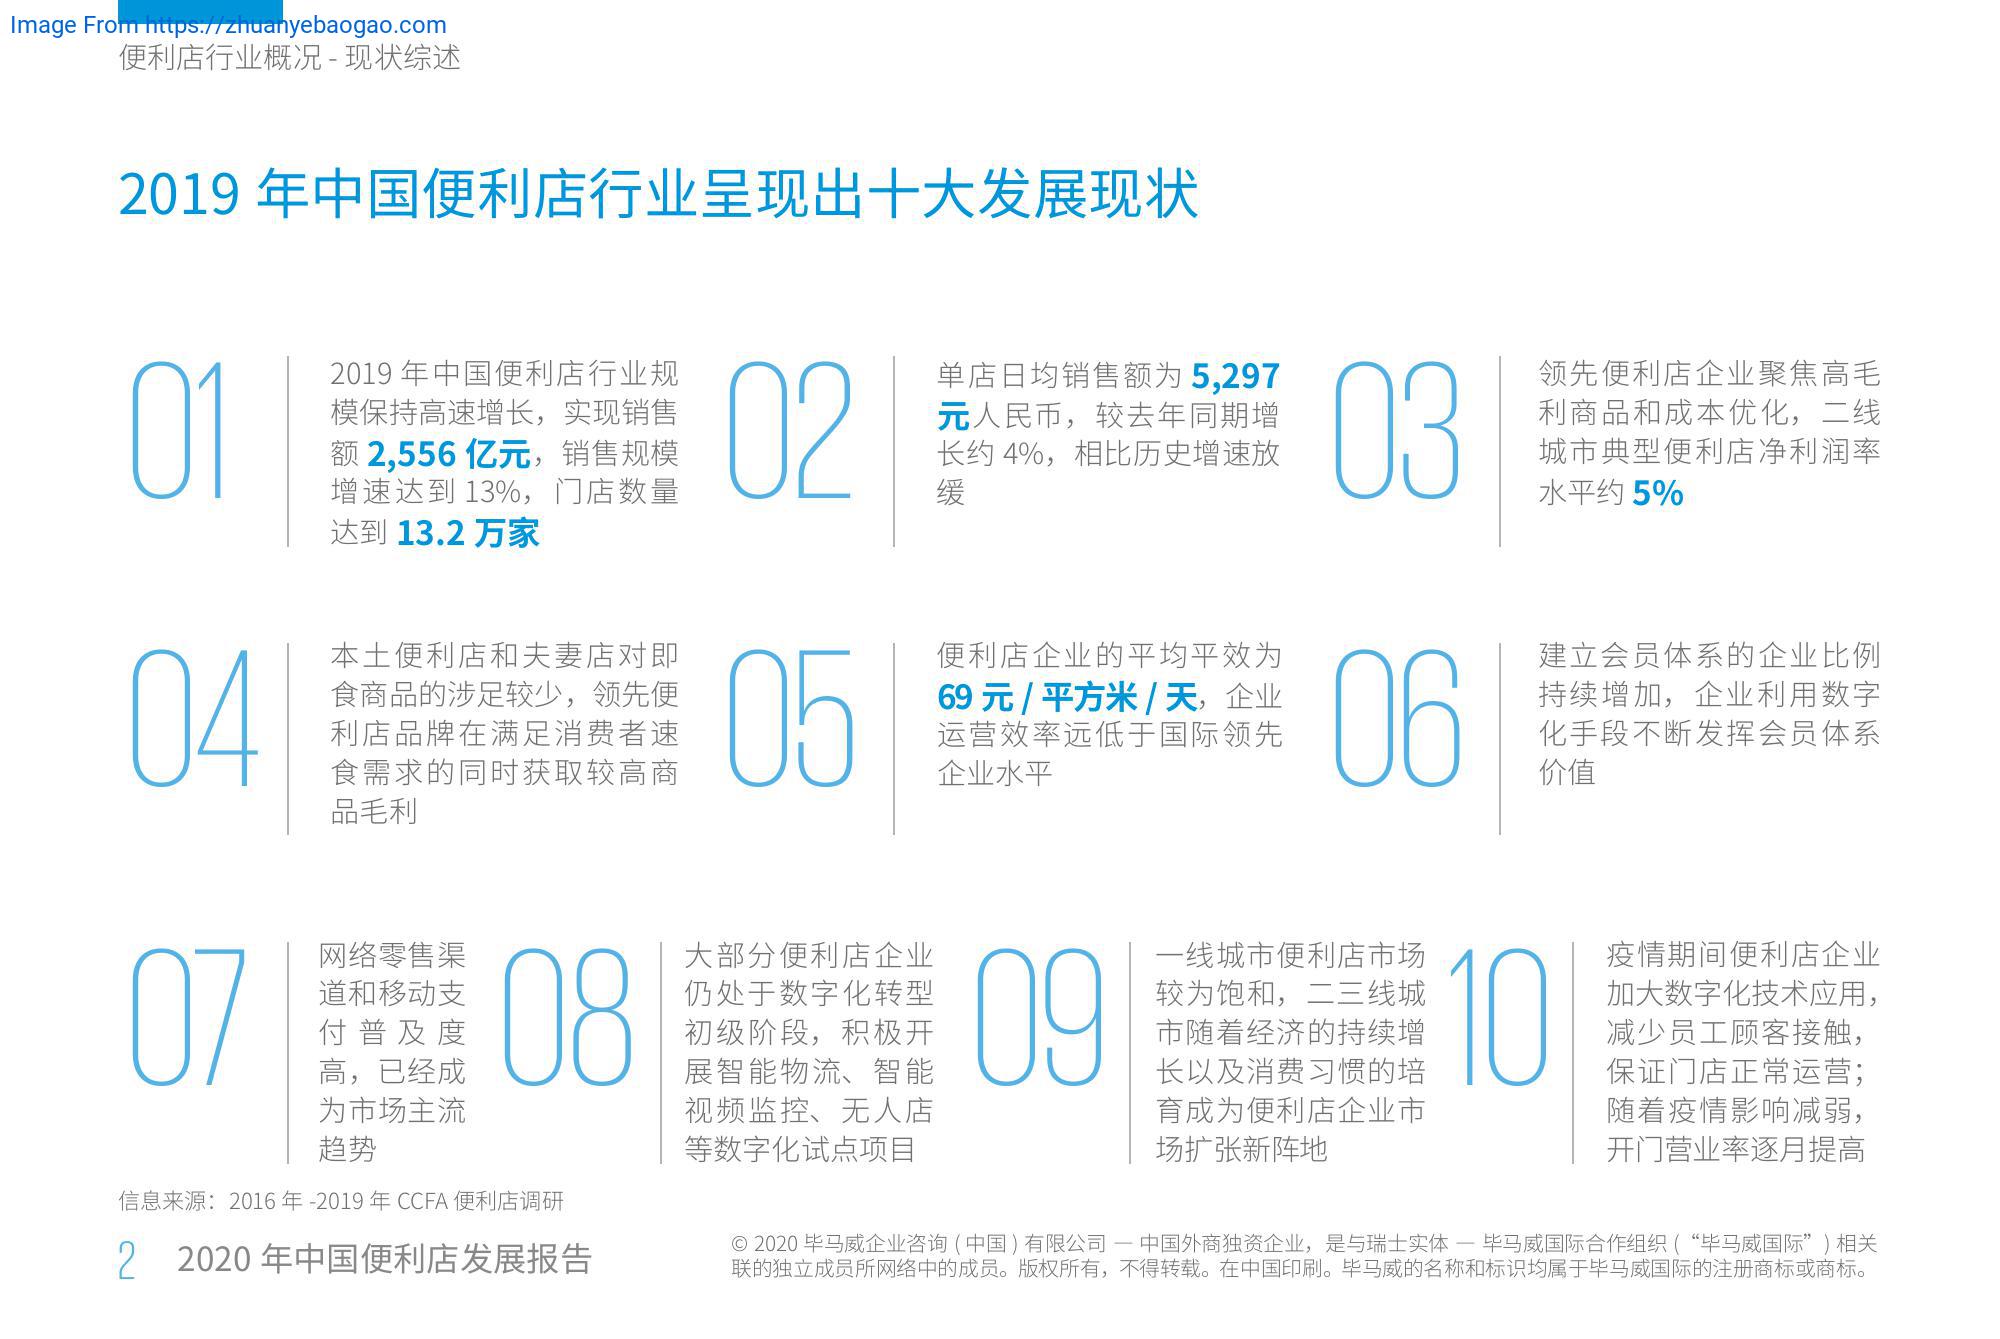 Image From https://zhuanyebaogao.com
便利店行业概况 - 现状综述
2019 年中国便利店行业呈现出十大发展现状
01
2019 年中国便利店行业规
模保持高速增长，实现销售
额 2,556 亿元，销售规模
增速达到 13%，门店数量
达到 13.2 万家
02
单店日均销售额为 5,297
元人民币，较去年同期增
长约 4%，相比历史增速放
缓
03
领先便利店企业聚焦高毛
利商品和成本优化，二线
城市典型便利店净利润率
水平约 5%
04
本土便利店和夫妻店对即
食商品的涉足较少，领先便
利店品牌在满足消费者速
食需求的同时获取较高商
品毛利
05
便利店企业的平均平效为
69 元 / 平方米 / 天，企业
运营效率远低于国际领先
企业水平
06
建立会员体系的企业比例
持续增加，企业利用数字
化手段不断发挥会员体系
价值
07
网络零售渠
道和移动支
付普及度
高，已经成
为市场主流
趋势
08
大部分便利店企业
仍处于数字化转型
初级阶段，积极开
展智能物流、智能
视频监控、无人店
等数字化试点项目
09
一线城市便利店市场
较为饱和，二三线城
市随着经济的持续增
长以及消费习惯的培
育成为便利店企业市
场扩张新阵地
10
疫情期间便利店企业
加大数字化技术应用，
减少员工顾客接触，
保证门店正常运营；
随着疫情影响减弱，
开门营业率逐月提高
信息来源：2016 年 -2019 年 CCFA 便利店调研
2 2020 年中国便利店发展报告
© 2020 毕马威企业咨询 ( 中国 ) 有限公司 — 中国外商独资企业，是与瑞士实体 — 毕马威国际合作组织 (“毕马威国际”) 相关
联的独立成员所网络中的成员。版权所有，不得转载。在中国印刷。毕马威的名称和标识均属于毕马威国际的注册商标或商标。